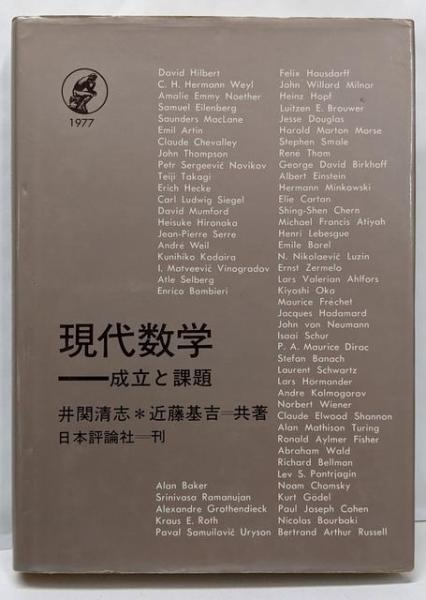 1977
David Hilbert
C. H. Hermann Weyl
Amalie Emmy Noether
Samuel Eilenberg
Saunders MacLane
Emil Artin
Claude Chevalley
John Thompson
Petr Sergeevič Novikov
Teiji Takagi
Erich Hecke
Carl Ludwig Siegel
David Mumford
Heisuke Hironaka
Jean-Pierre Serre
André Weil
Kunihiko Kodaira
I. Matveevič Vinogradov
Atle Selberg
Enrico Bombieri
Felix Hausdorff
John Willard Milnor
Heinz Hopf
Luitzen E. Brouwer
Jesse Douglas
Harold Marston Morse
Stephen Smale
René Thom
George David Birkhoff
Albert Einstein
Hermann Minkowski
Elie Cartan
Shing-Shen Chern
Michael Francis Atiyah
Henri Lebesgue
Emile Borel
N. Nikolaevič Luzin
Ernst Zermelo
Lars Valerian Ahlfors
Kiyoshi Oka
Maurice Fréchet
Jacques Hadamard
John von Neumann
Isaai Schur
P. A. Maurice Dirac
Stefan Banach
Laurent Schwartz
Lars Hörmander
Andre Kolmogorov
Norbert Wiener
Claude Elwood Shannon
Alan Mathison Turing
Ronald Aylmer Fisher
Abraham Wald
Richard Bellman
Lev S. Pontrjagin
Noam Chomsky
Kurt Gödel
Paul Joseph Cohen
Nicolas Bourbaki
Bertrand Arthur Russell
現代数学
——成立と課題
井関清志*近藤基吉=共著
日本評論社=刊
Alan Baker
Srinivasa Ramanujan
Alexandre Grothendieck
Kraus E. Roth
Paval Samuilovič Uryson